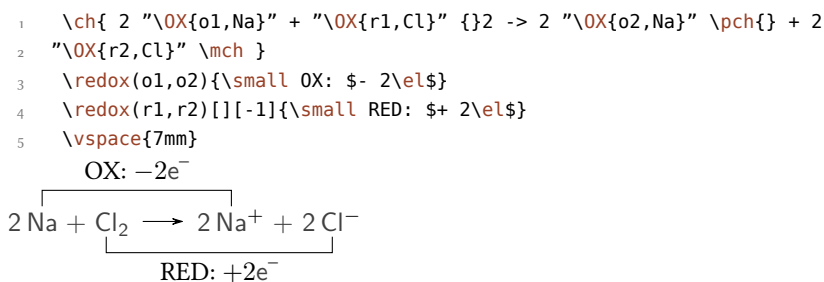 1 \ch{ 2 "\OX{o1,Na}" + "\OX{r1,Cl}" {}2 -> 2 "\OX{o2,Na}" \pch{} + 2
2 "\OX{r2,Cl}" \mch }
3 \redox(o1,o2){\small OX: $- 2\el$}
4 \redox(r1,r2)[][-1]{\small RED: $+ 2\el$}
5 \vspace{7mm}
OX: −2e⁻
2 Na + Cl₂ ⟶ 2 Na⁺ + 2 Cl⁻
RED: +2e⁻